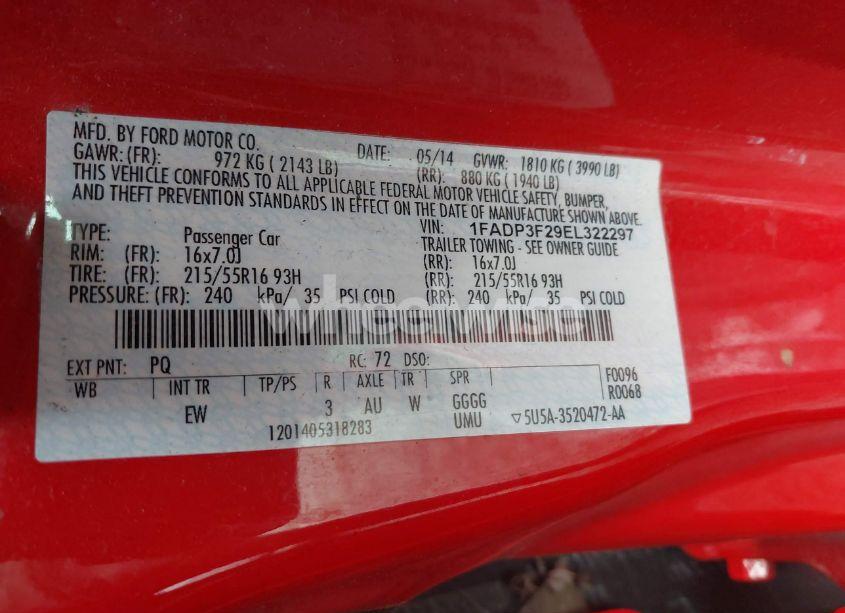 MFD. BY FORD MOTOR CO.
DATE: 05/14 GVWR: 1810 KG ( 3990 LB)
GAWR: (FR): 972 KG ( 2143 LB) (RR): 880 KG ( 1940 LB)
THIS VEHICLE CONFORMS TO ALL APPLICABLE FEDERAL MOTOR VEHICLE SAFETY, BUMPER,
AND THEFT PREVENTION STANDARDS IN EFFECT ON THE DATE OF MANUFACTURE SHOWN ABOVE.
VIN: 1FADP3F29EL322297
TYPE: Passenger Car TRAILER TOWING - SEE OWNER GUIDE
RIM: (FR): 16x7.0J (RR): 16x7.0J
TIRE: (FR): 215/55R16 93H (RR): 215/55R16 93H
PRESSURE: (FR): 240 kPa/ 35 PSI COLD (RR): 240 kPa/ 35 PSI COLD
wheelwise
EXT PNT: PQ RC: 72 DSO:
WB INT TR TP/PS R AXLE TR SPR F0096
R0068
EW 3 AU W GGGG
1201405318283 UMU ▽5U5A-3520472-AA